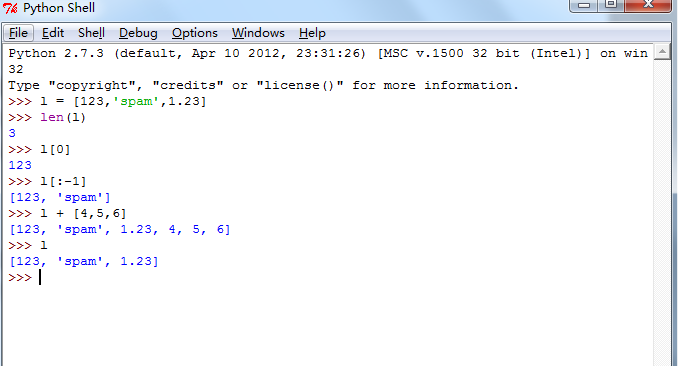 Python Shell
File Edit Shell Debug Options Windows Help
Python 2.7.3 (default, Apr 10 2012, 23:31:26) [MSC v.1500 32 bit (Intel)] on win
32
Type "copyright", "credits" or "license()" for more information.
>>> l = [123,'spam',1.23]
>>> len(l)
3
>>> l[0]
123
>>> l[:-1]
[123, 'spam']
>>> l + [4,5,6]
[123, 'spam', 1.23, 4, 5, 6]
>>> l
[123, 'spam', 1.23]
>>>